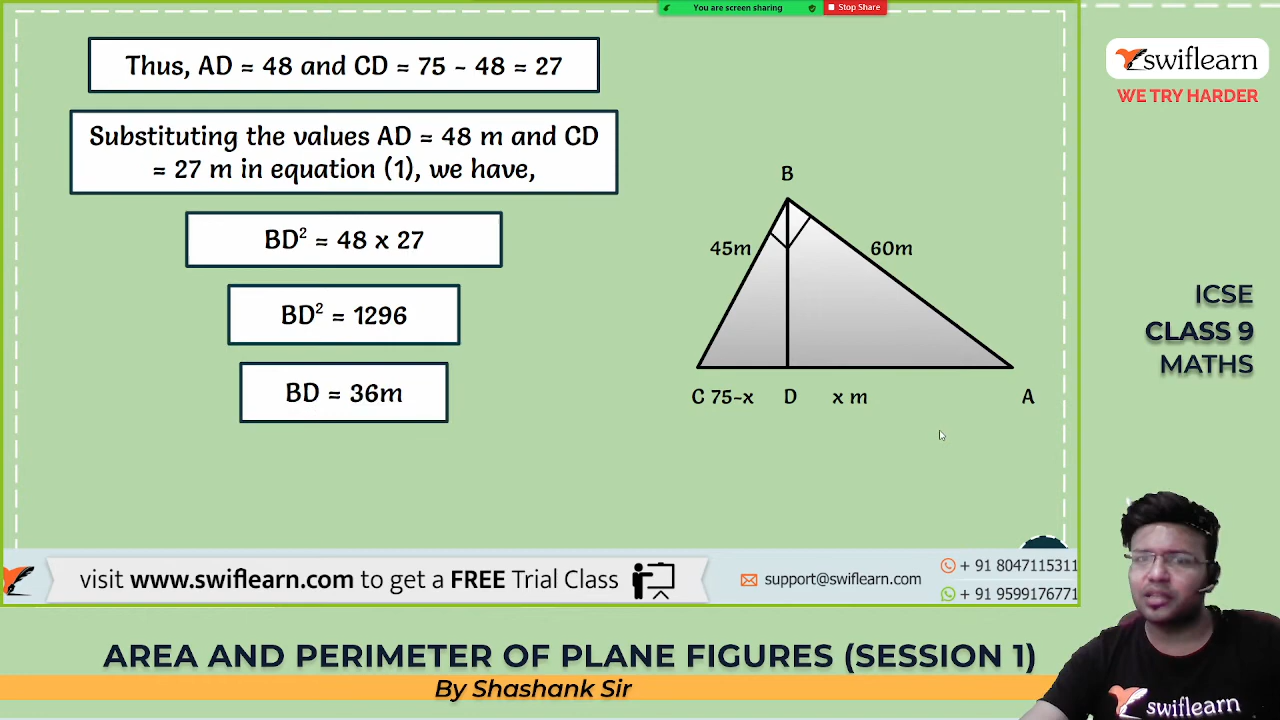 You are screen sharing
Stop Share
Thus, AD = 48 and CD = 75 - 48 = 27
Substituting the values AD = 48 m and CD
= 27 m in equation (1), we have,
BD² = 48 x 27
BD² = 1296
BD = 36m
B
45m
60m
C 75-x
D
x m
A
swiflearn
WE TRY HARDER
ICSE
CLASS 9
MATHS
visit www.swiflearn.com to get a FREE Trial Class
support@swiflearn.com
+ 91 8047115311
+ 91 9599176771
AREA AND PERIMETER OF PLANE FIGURES (SESSION 1)
By Shashank Sir
swiflearn